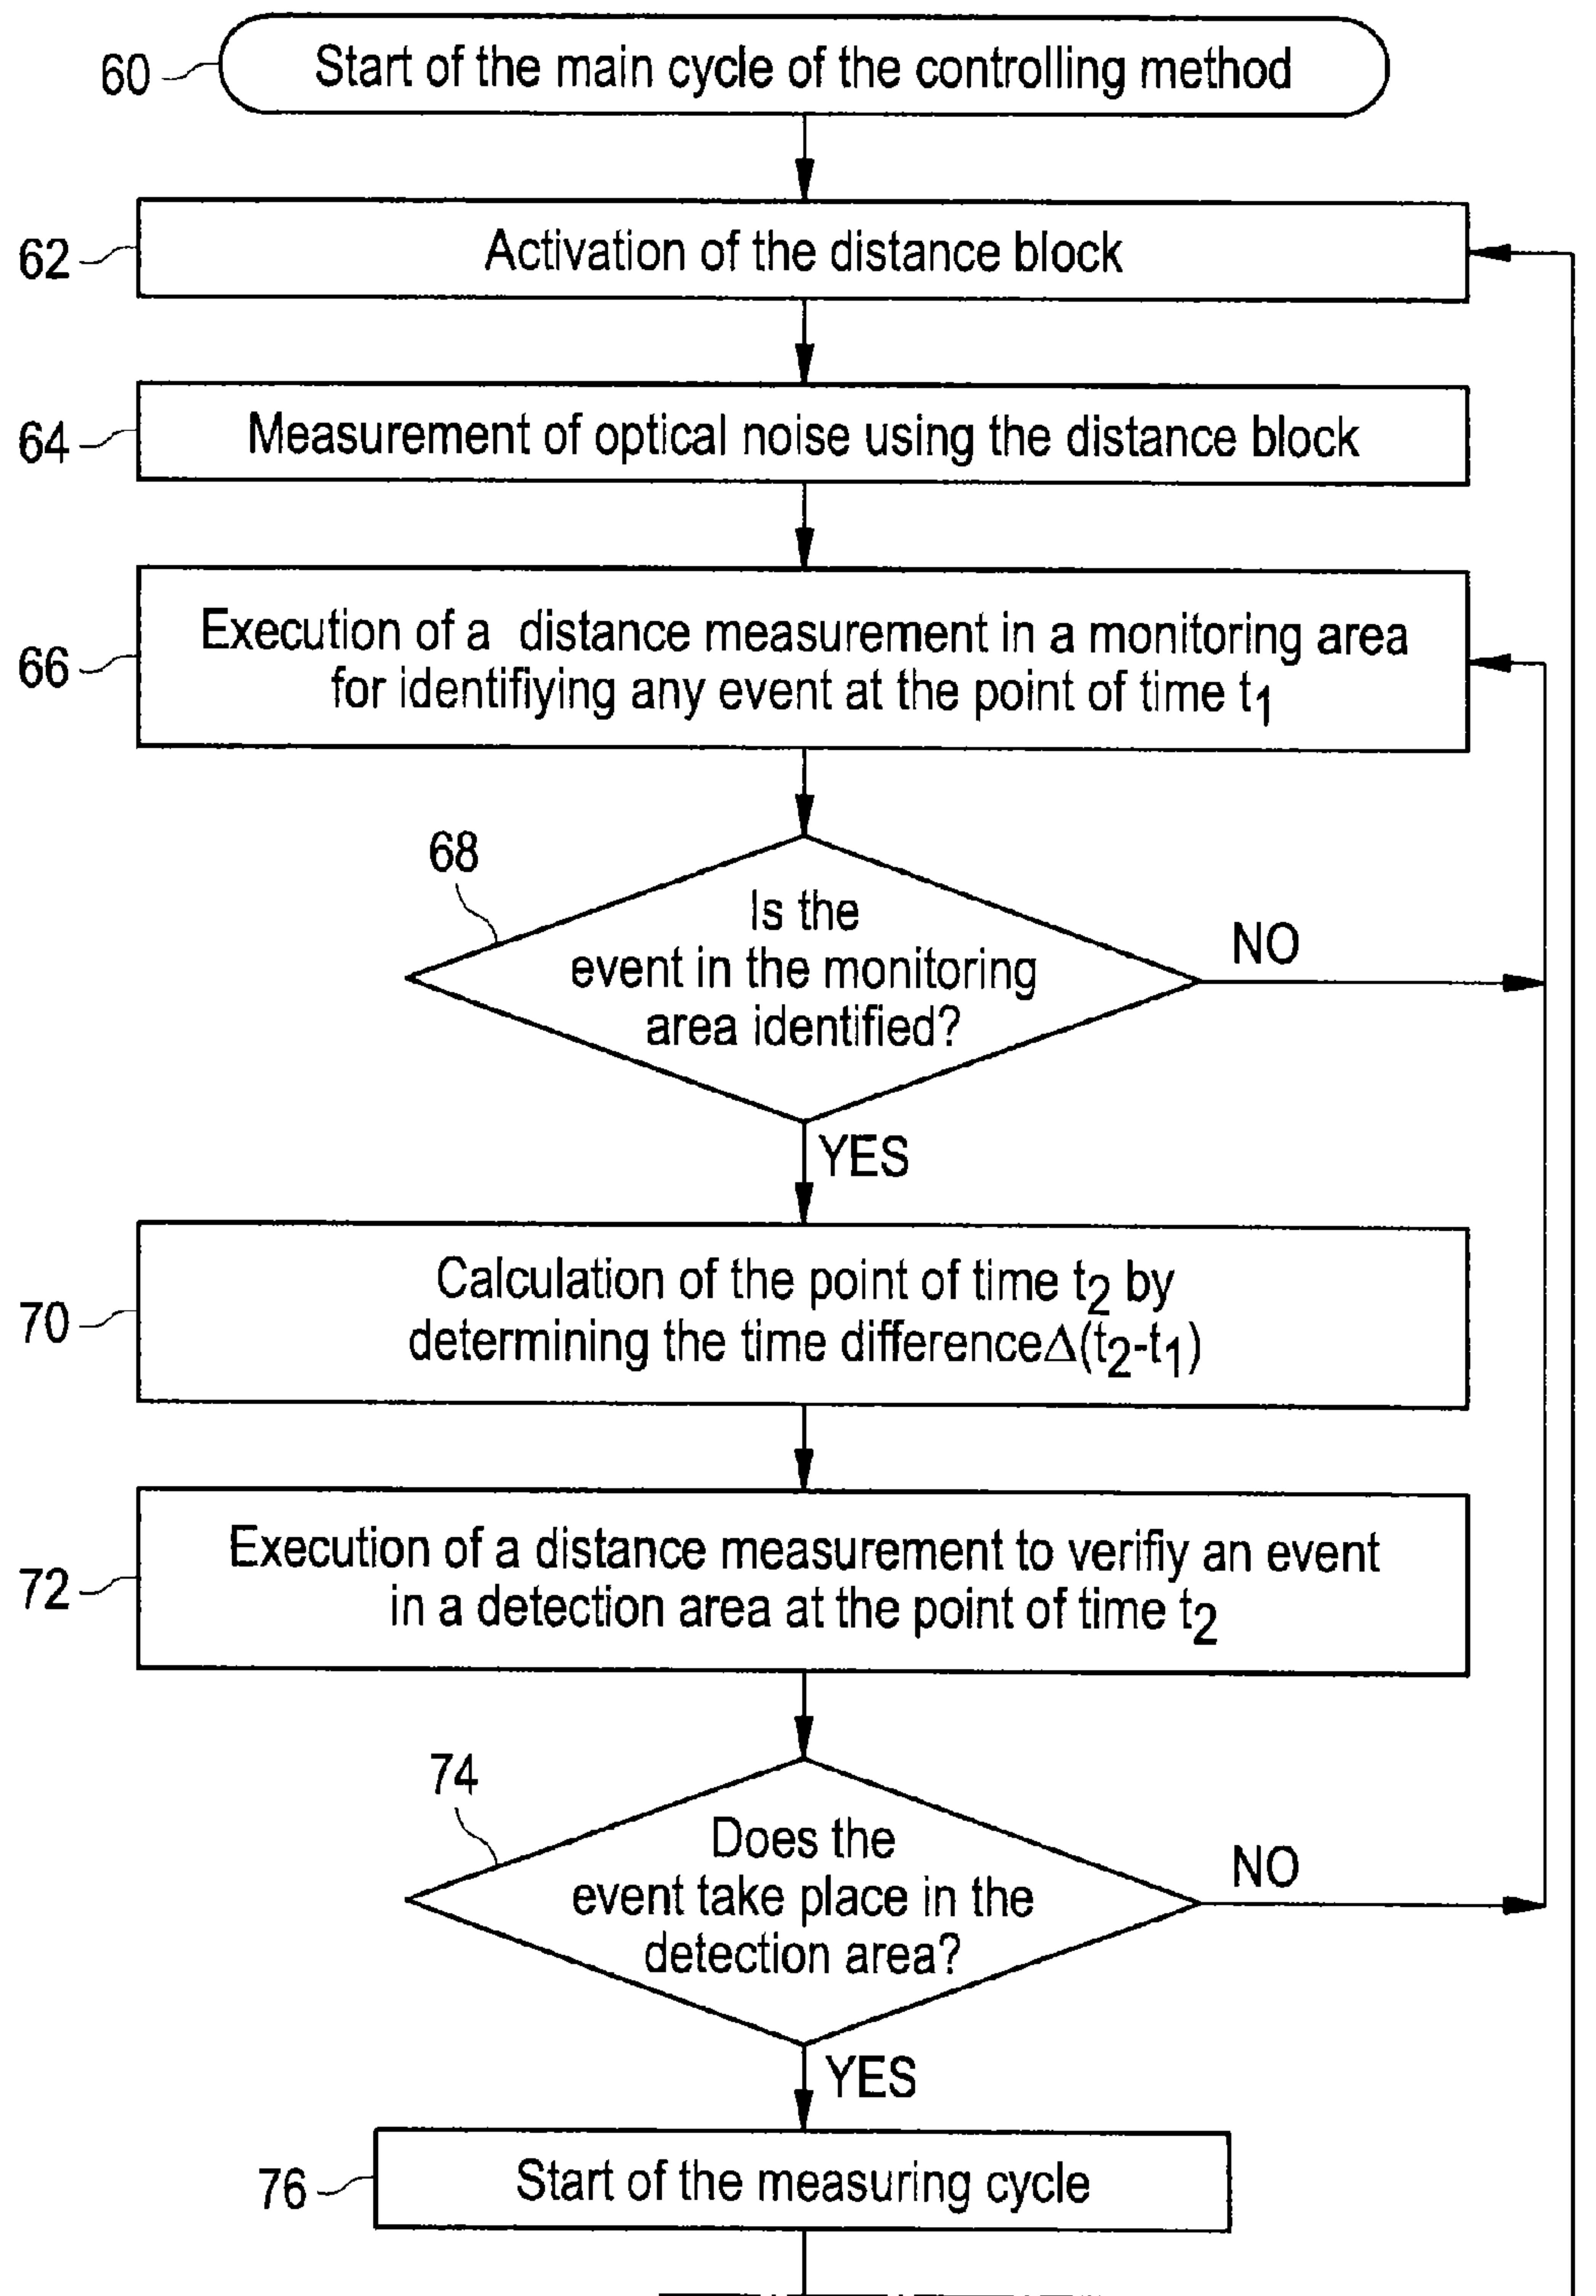 60
Start of the main cycle of the controlling method
62
Activation of the distance block
64
Measurement of optical noise using the distance block
66
Execution of a distance measurement in a monitoring area
for identifiying any event at the point of time t1
68
Is the
event in the monitoring
area identified?
NO
YES
70
Calculation of the point of time t2 by
determining the time differenceΔ(t2-t1)
72
Execution of a distance measurement to verifiy an event
in a detection area at the point of time t2
74
Does the
event take place in the
detection area?
NO
YES
76
Start of the measuring cycle